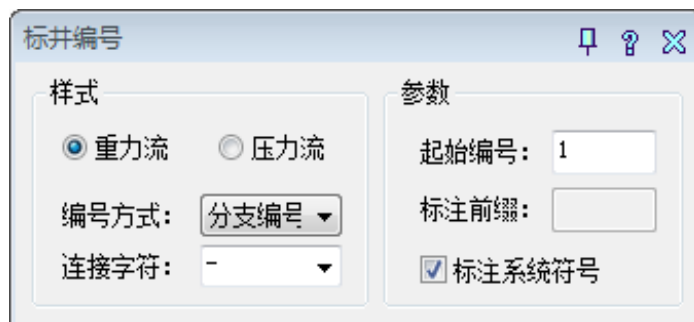 标井编号
样式
重力流 压力流
编号方式： 分支编号
连接字符： -
参数
起始编号： 1
标注前缀：
标注系统符号